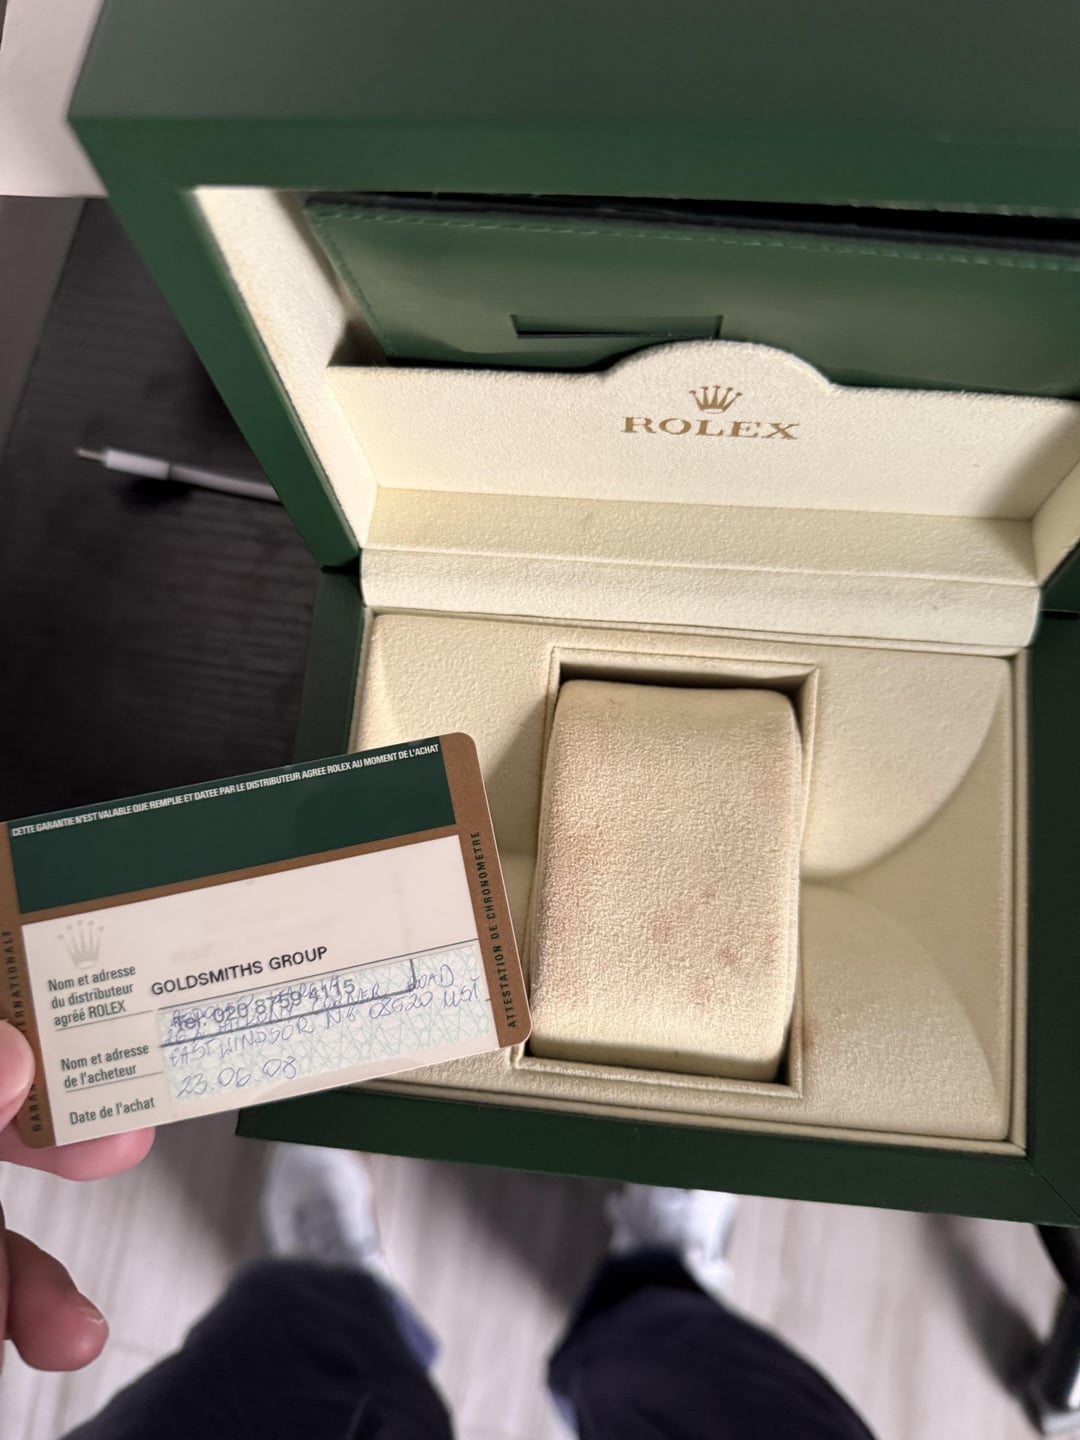 ROLEX
CETTE GARANTIE N'EST VALABLE QUE REMPLIE ET DATEE PAR LE DISTRIBUTEUR AGREE ROLEX AU MOMENT DE L'ACHAT
ATTESTATION DE CHRONOMETRE
Nom et adresse
du distributeur
agréé ROLEX
GOLDSMITHS GROUP
Tel: 020 8759 4115
ROAD
Nom et adresse
de l'acheteur
EAST WINDSOR 08520
Date de l'achat
23.06.08